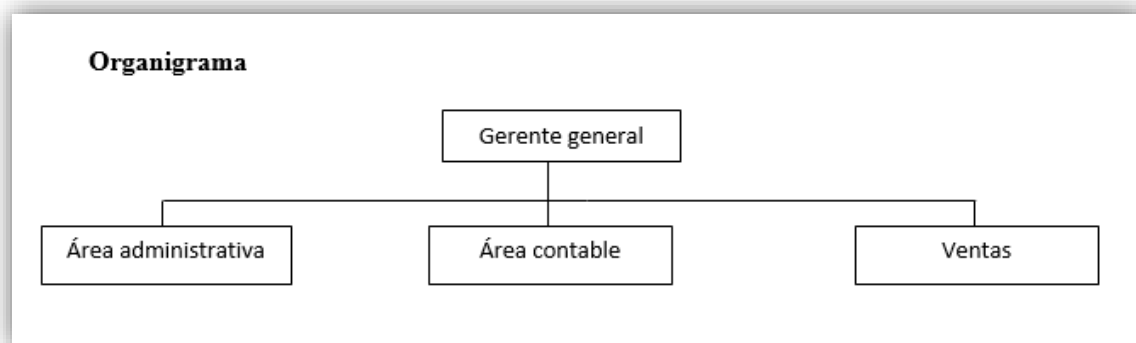 Organigrama
Gerente general
Área administrativa
Área contable
Ventas